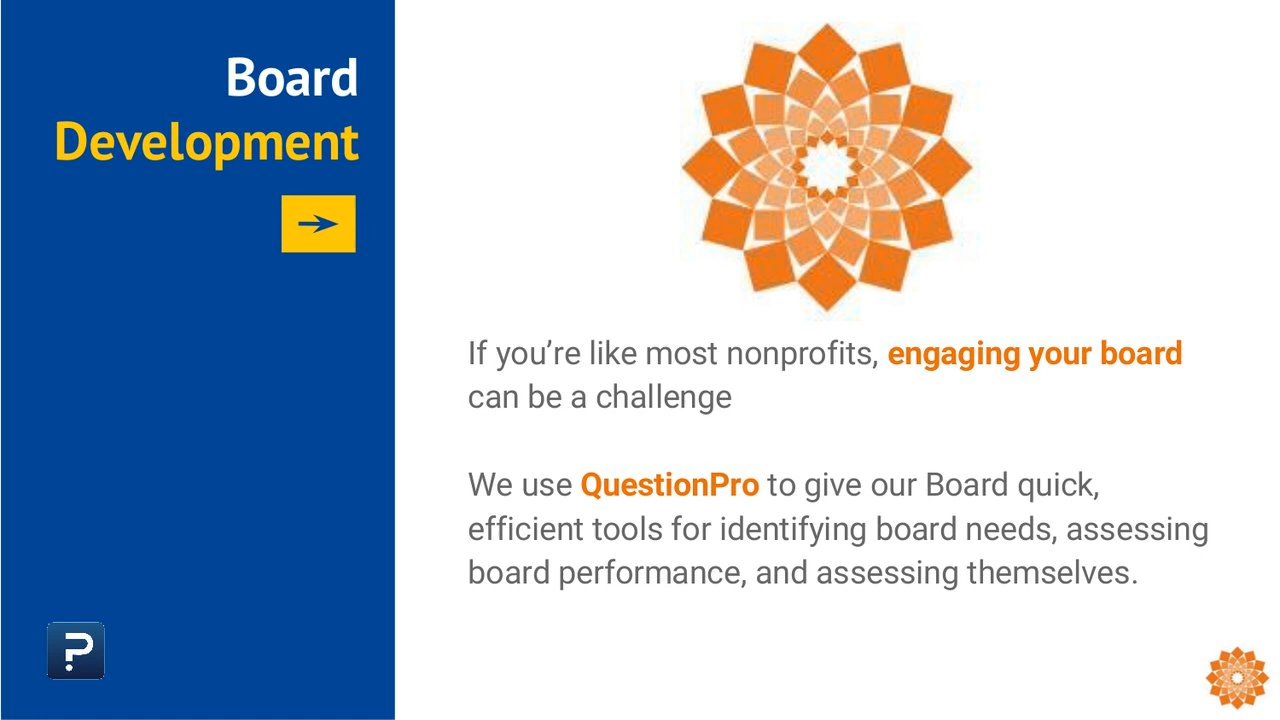 Board
Development
If you’re like most nonprofits, engaging your board
can be a challenge
We use QuestionPro to give our Board quick,
efficient tools for identifying board needs, assessing
board performance, and assessing themselves.